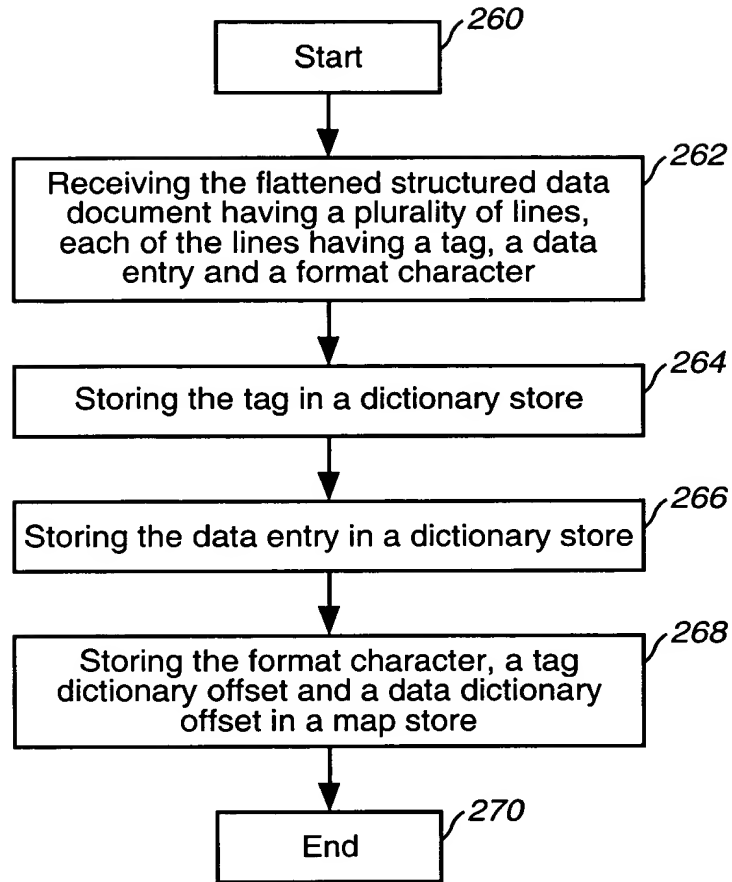 260
Start
262
Receiving the flattened structured data
document having a plurality of lines,
each of the lines having a tag, a data
entry and a format character
264
Storing the tag in a dictionary store
266
Storing the data entry in a dictionary store
268
Storing the format character, a tag
dictionary offset and a data dictionary
offset in a map store
270
End